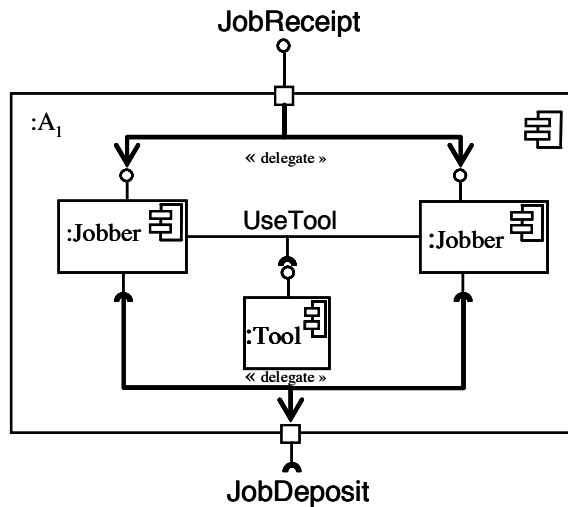 JobReceipt
:A1
« delegate »
:Jobber
UseTool
:Jobber
:Tool
« delegate »
JobDeposit